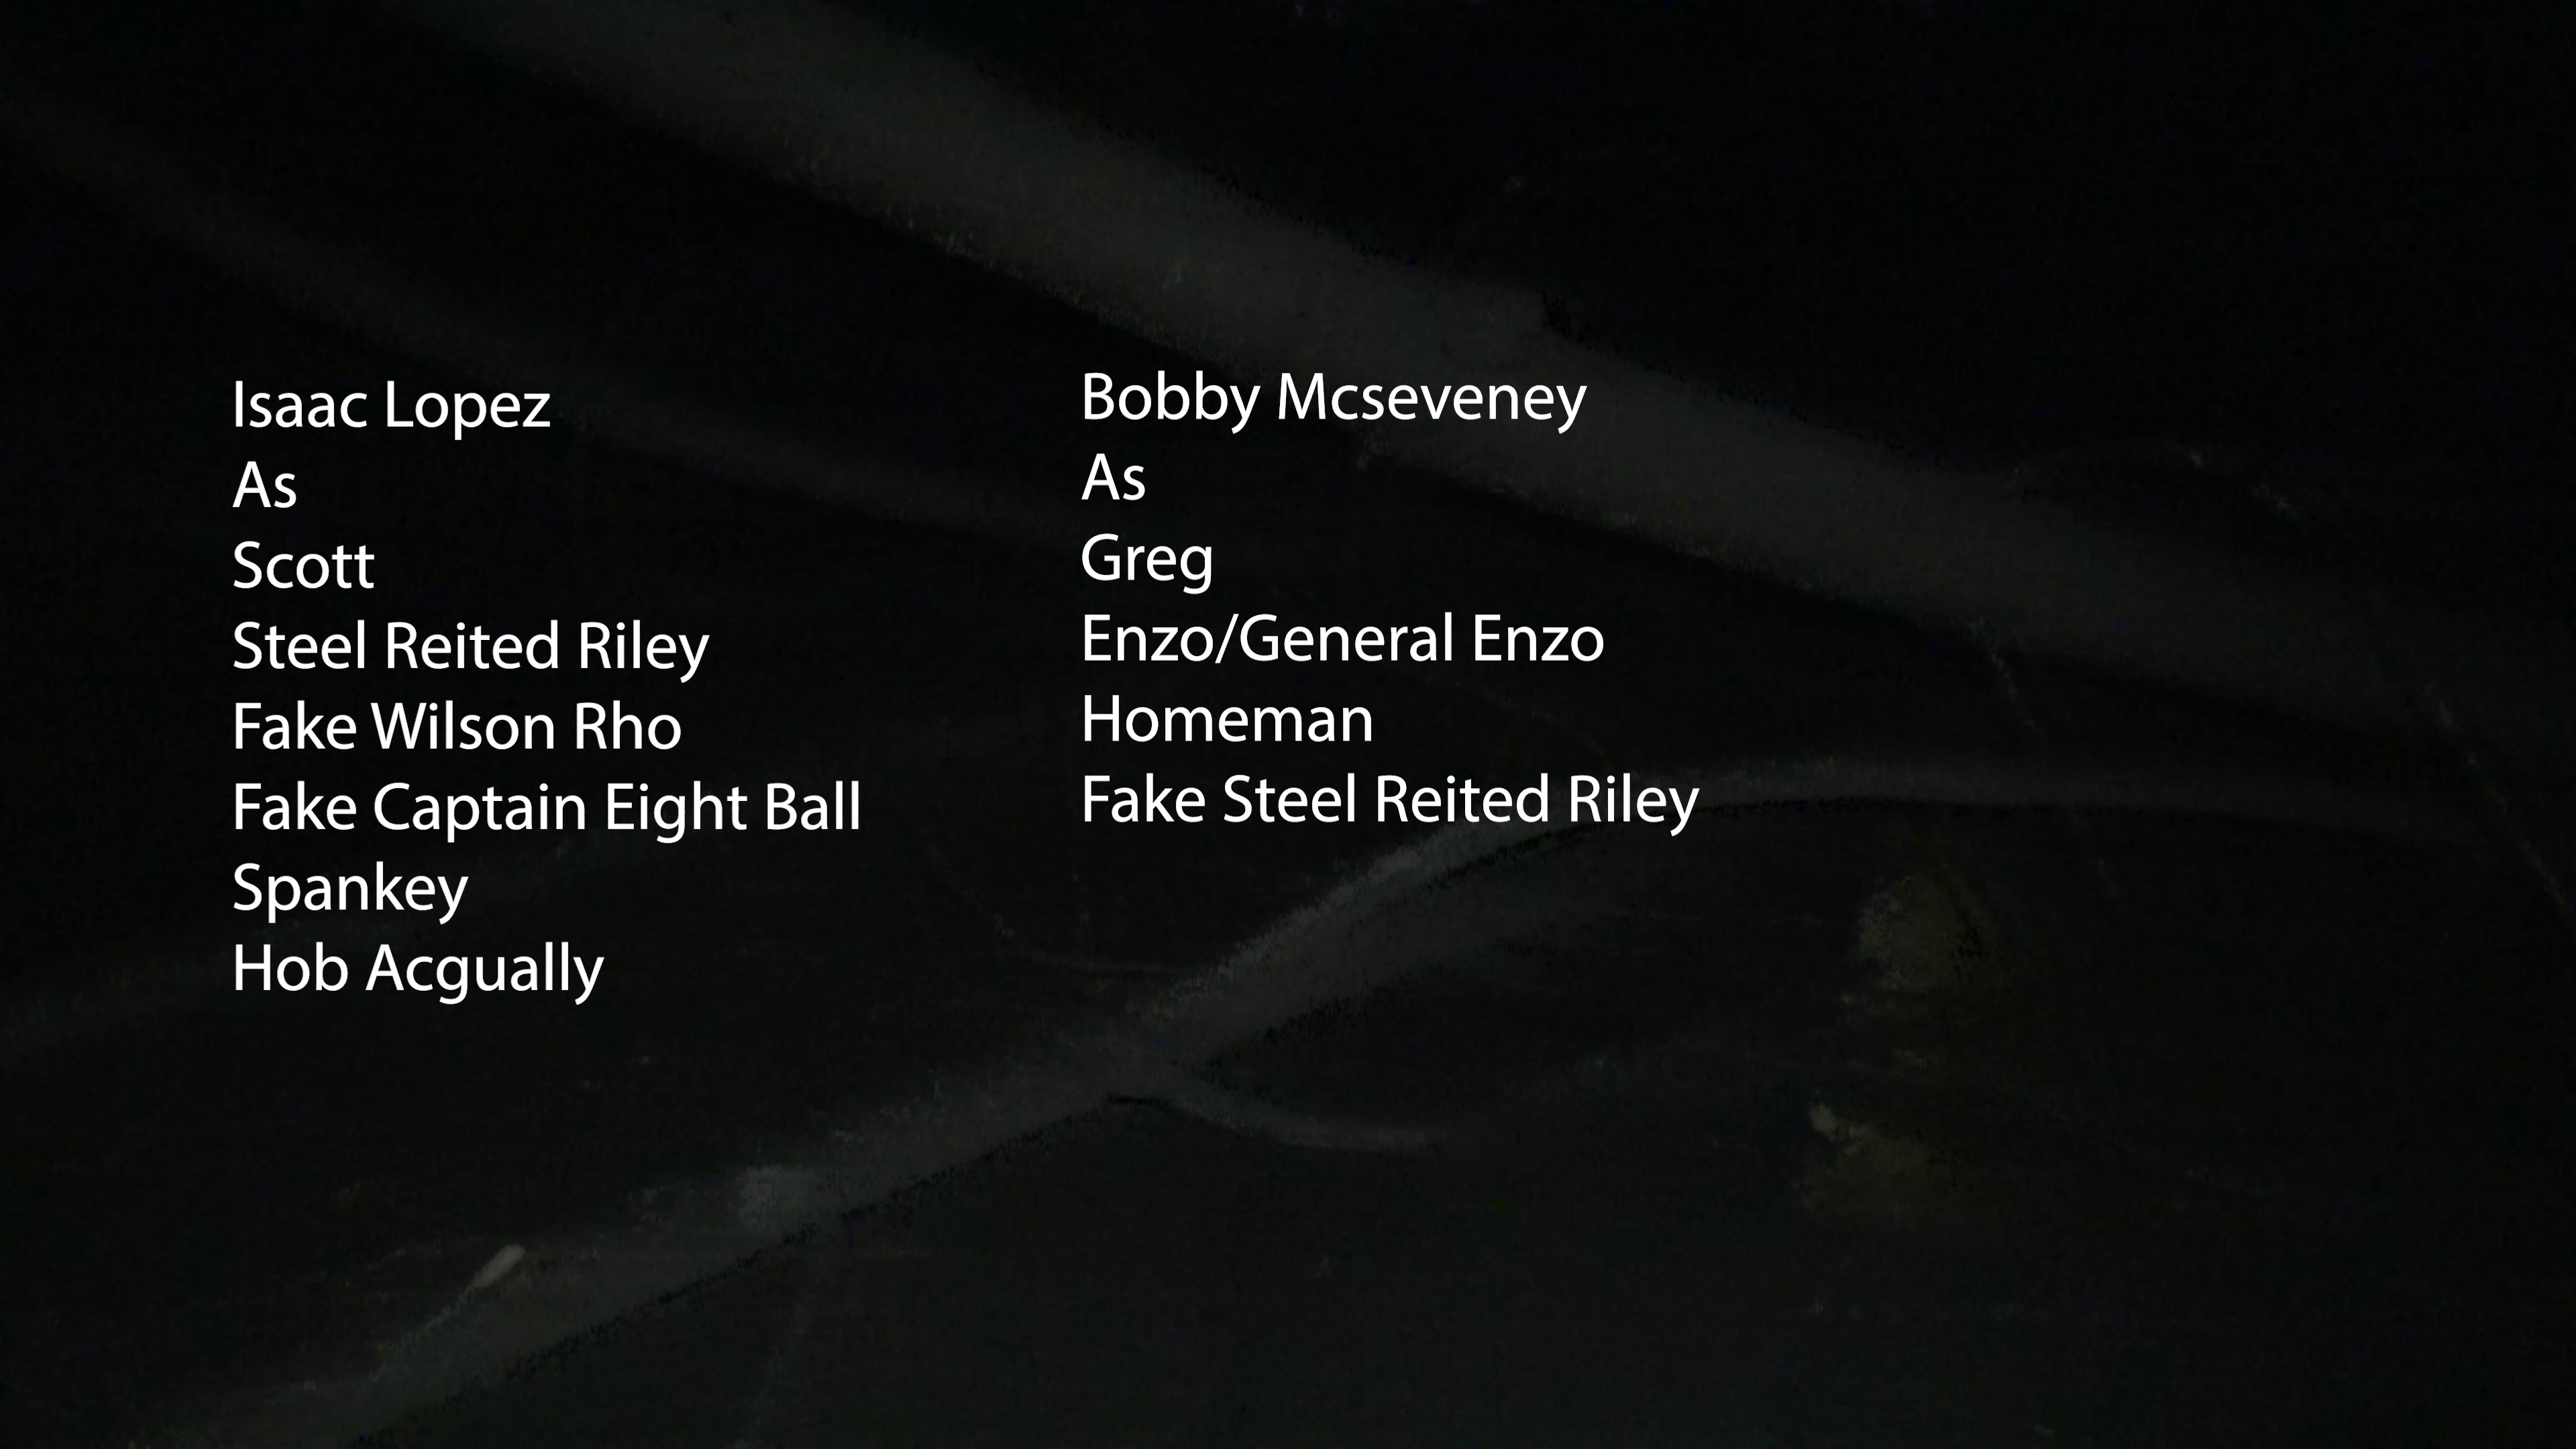 Isaac Lopez
As
Scott
Steel Reited Riley
Fake Wilson Rho
Fake Captain Eight Ball
Spankey
Hob Acgually
Bobby Mcseveney
As
Greg
Enzo/General Enzo
Homeman
Fake Steel Reited Riley